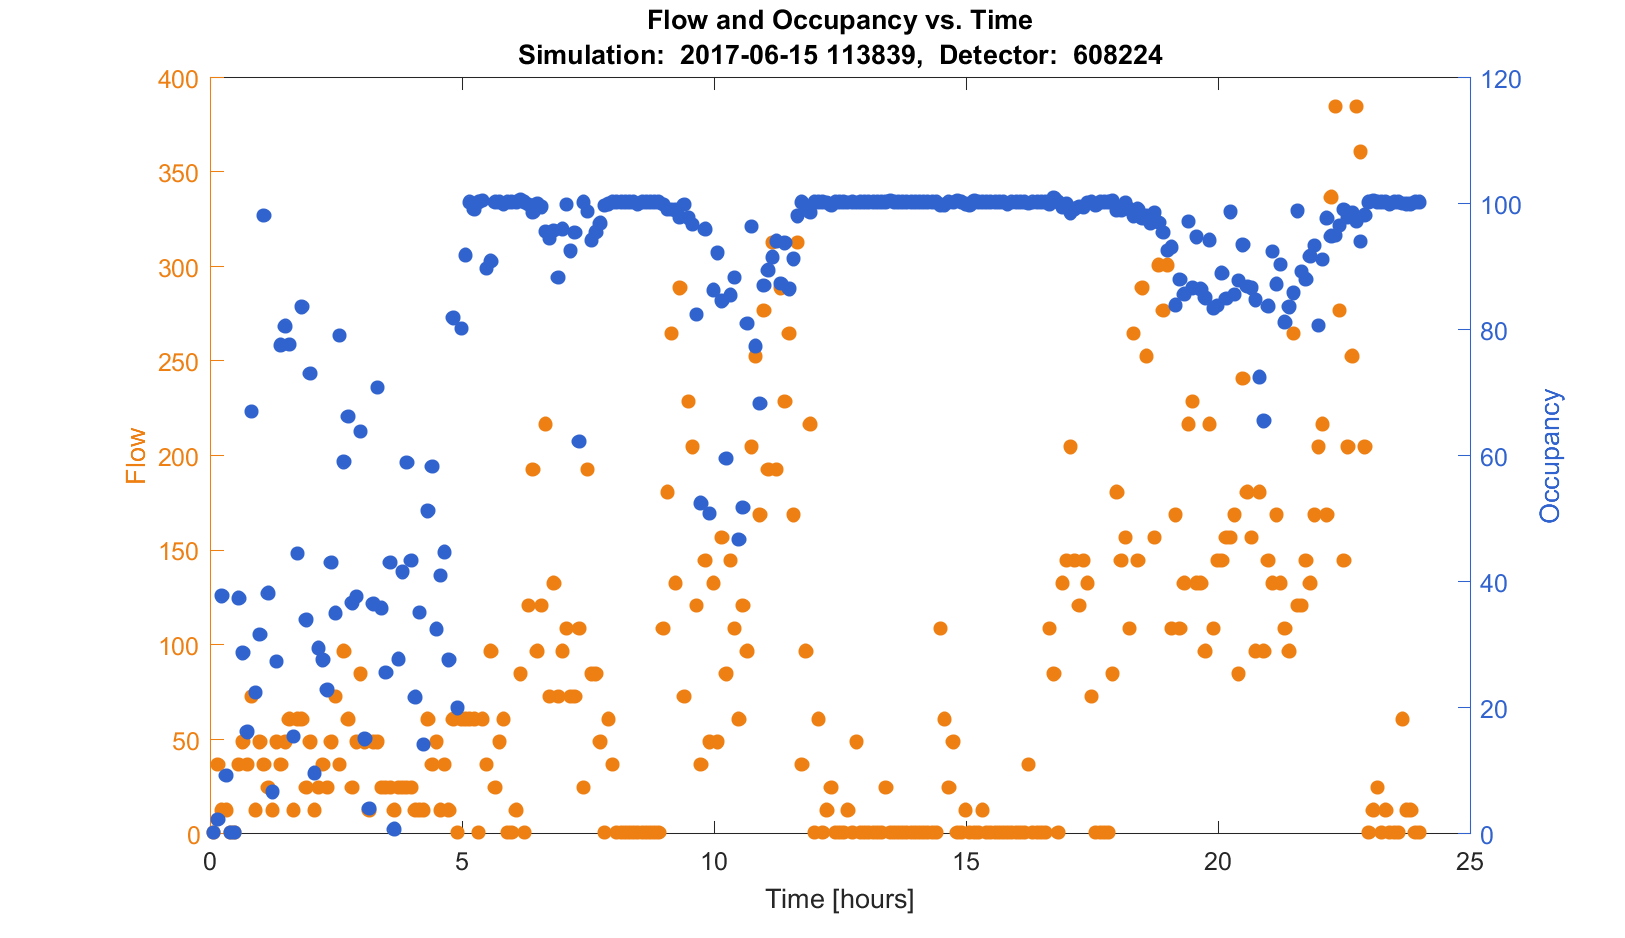 Flow and Occupancy vs. Time
Simulation:  2017-06-15 113839,  Detector:  608224
400
350
300
250
200
150
100
50
0
Flow
120
100
80
60
40
20
0
Occupancy
0 5 10 15 20 25
Time [hours]